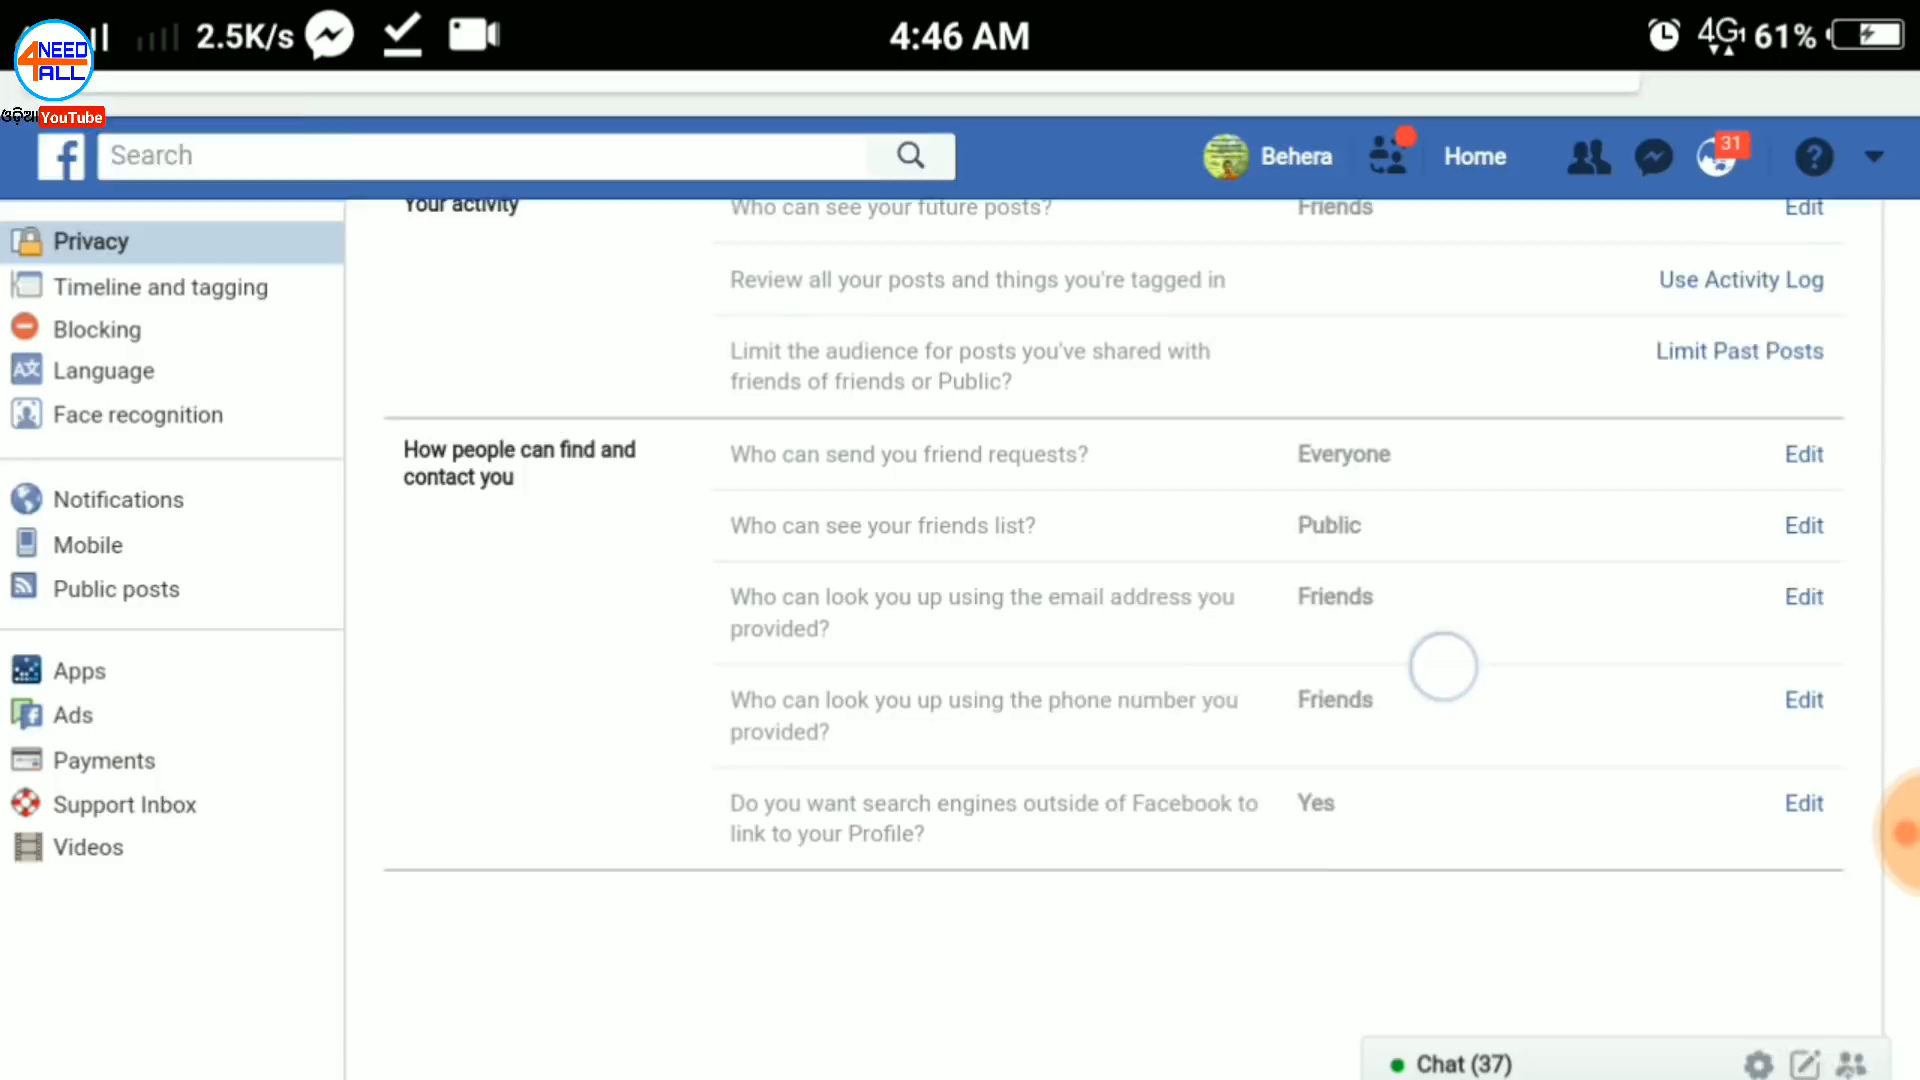 2.5K/s 4:46 AM 4G 61%
4NEED
ALL
ଓଡ଼ିଆ YouTube
Search Behera Home 31
Your activity Who can see your future posts? Friends Edit
Privacy
Timeline and tagging Review all your posts and things you're tagged in Use Activity Log
Blocking
Language Limit the audience for posts you've shared with Limit Past Posts
friends of friends or Public?
Face recognition
How people can find and Who can send you friend requests? Everyone Edit
contact you
Notifications
Mobile Who can see your friends list? Public Edit
Public posts Who can look you up using the email address you Friends Edit
provided?
Apps
Ads Who can look you up using the phone number you Friends Edit
provided?
Payments
Support Inbox Do you want search engines outside of Facebook to Yes Edit
link to your Profile?
Videos
Chat (37)